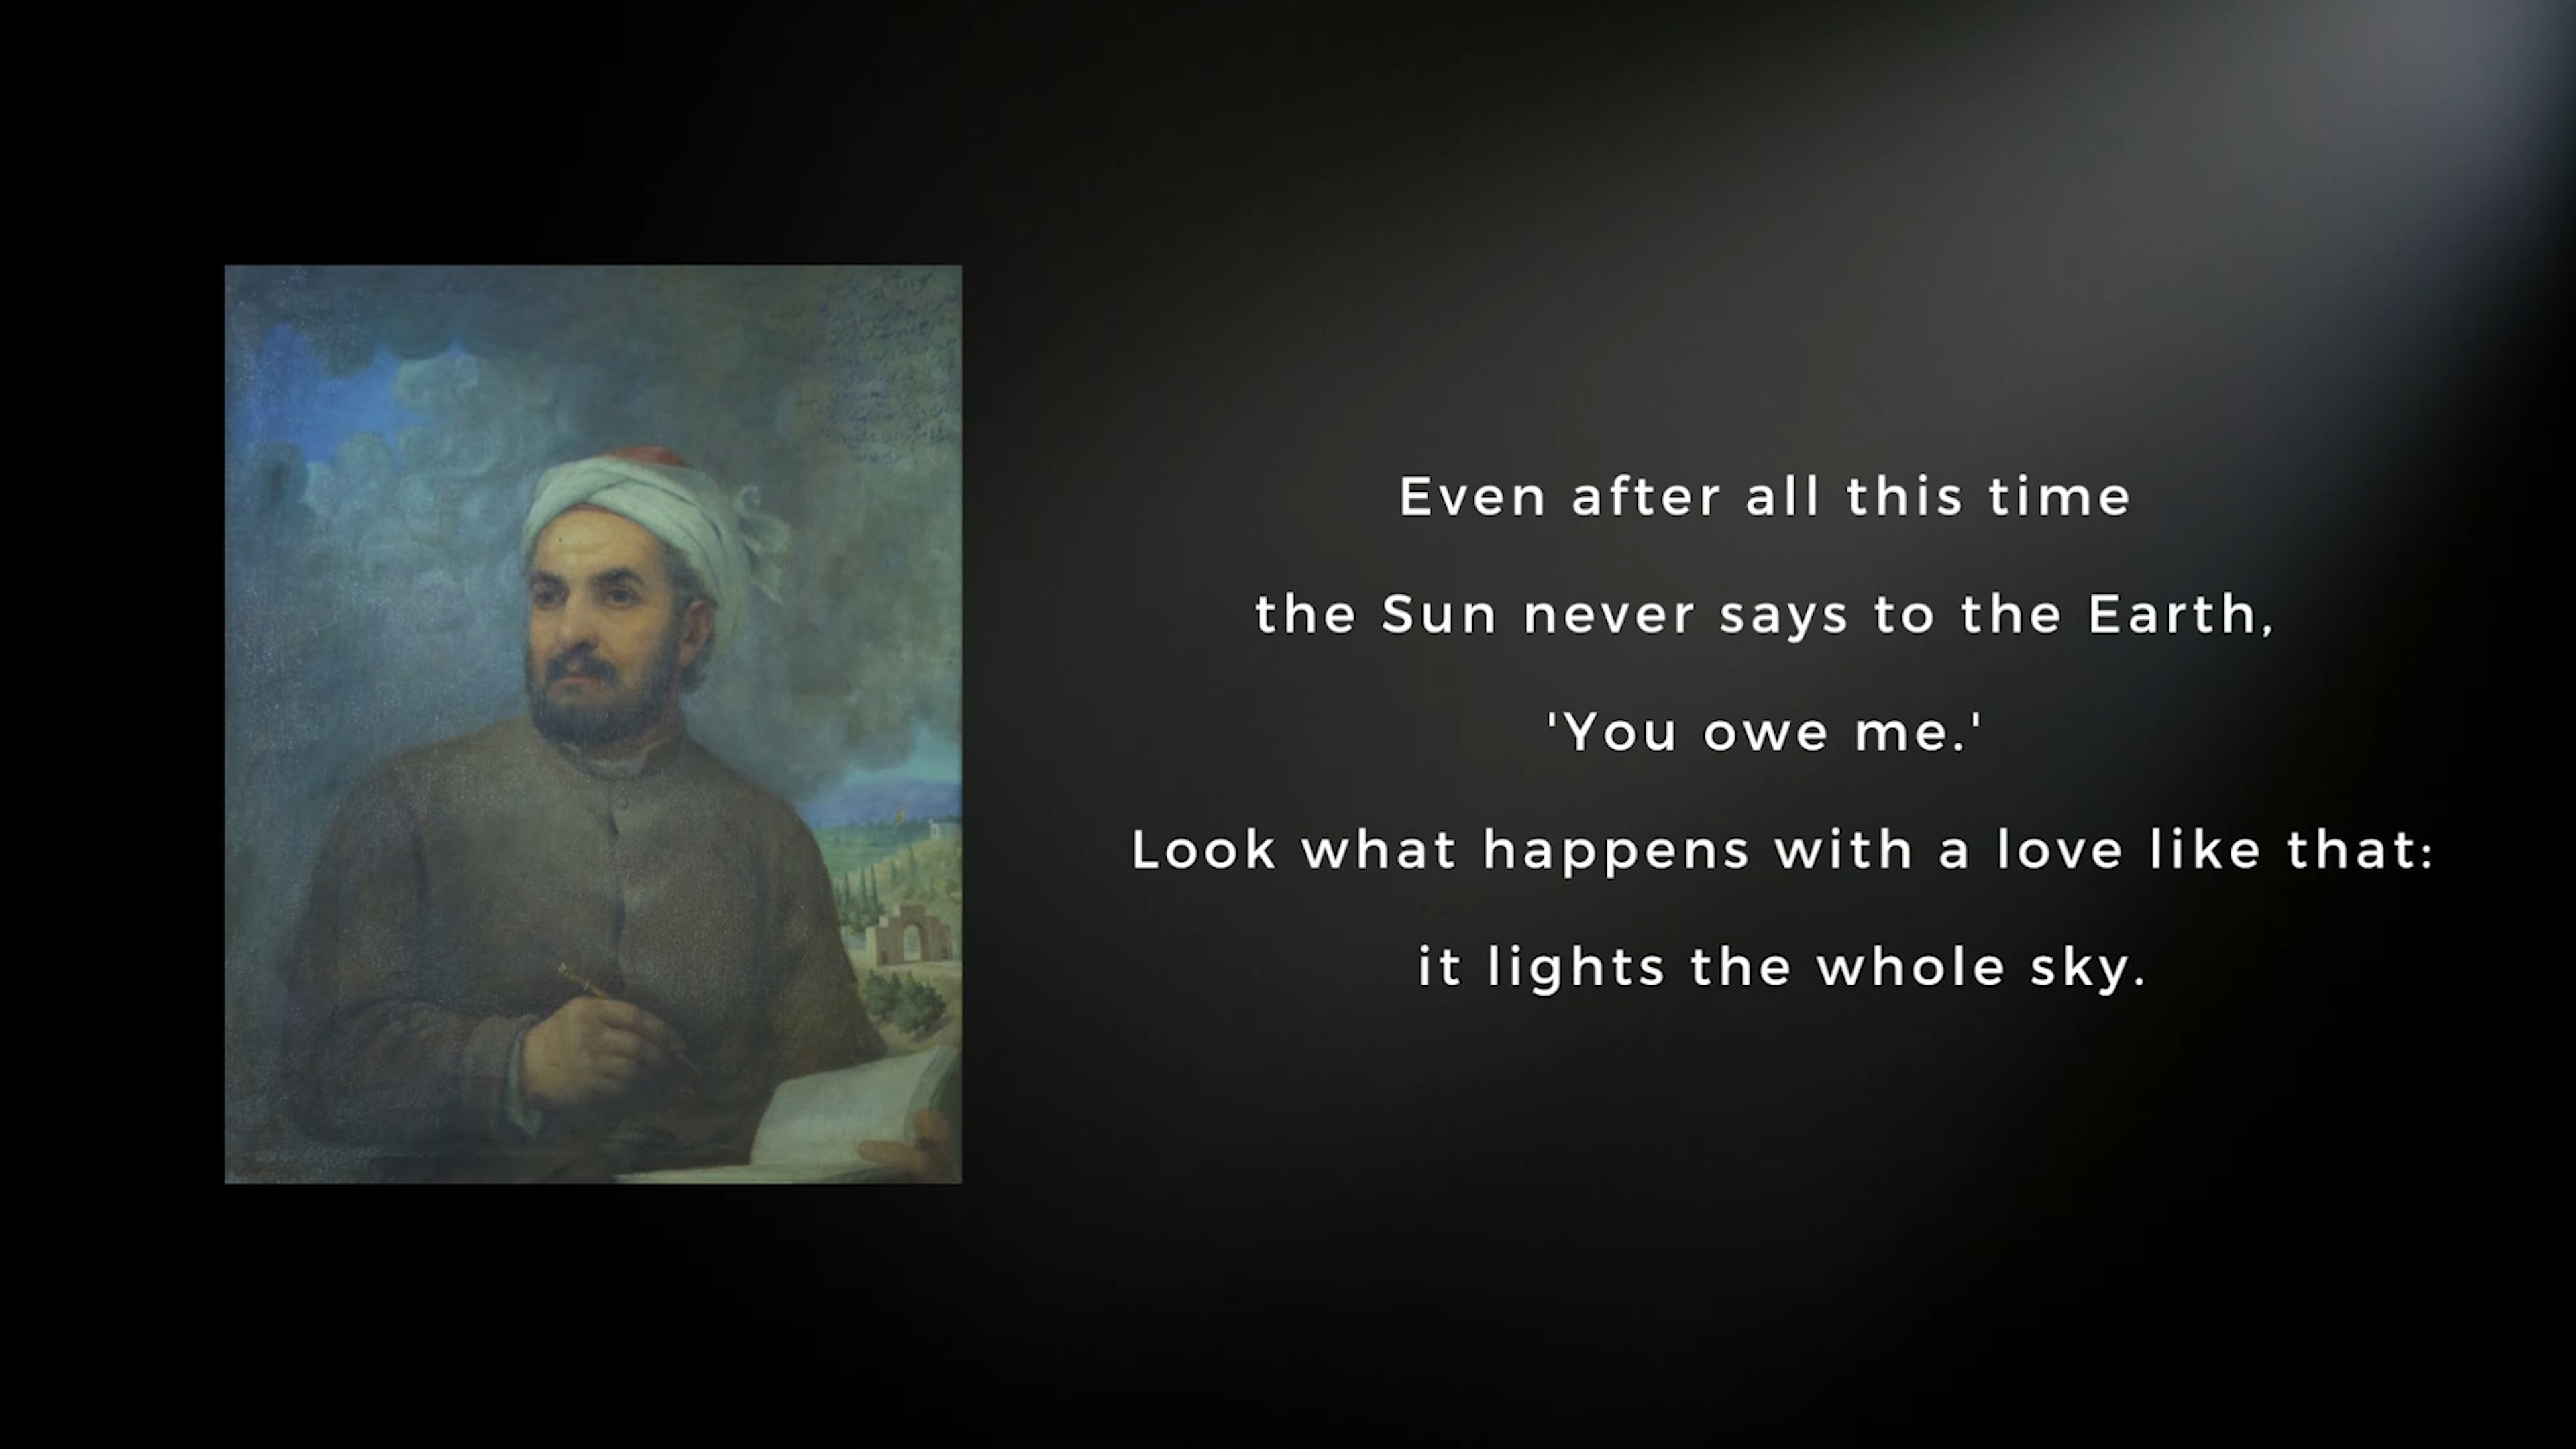 Even after all this time
the Sun never says to the Earth,
'You owe me.'
Look what happens with a love like that:
it lights the whole sky.